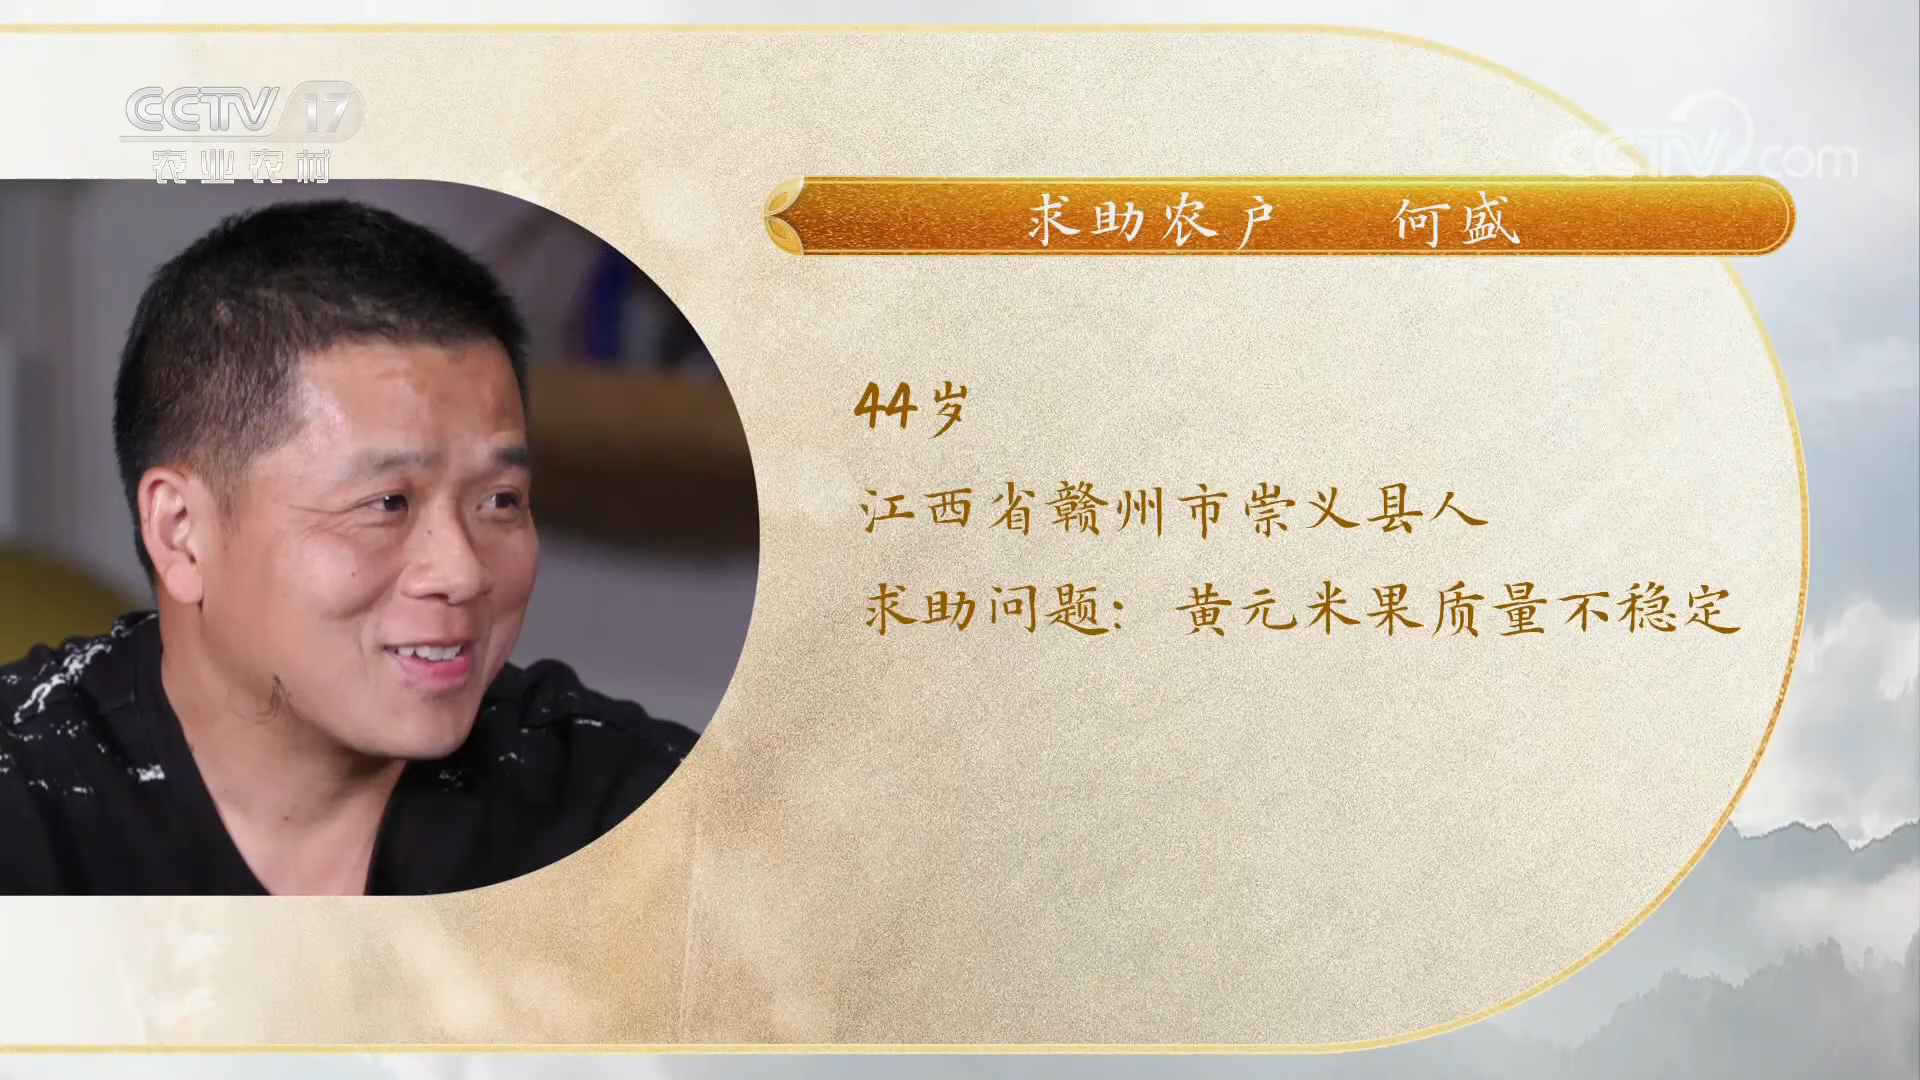 CCTV 17
农业农村
CCTV.com
求助农户 何盛
44岁
江西省赣州市崇义县人
求助问题：黄元米果质量不稳定